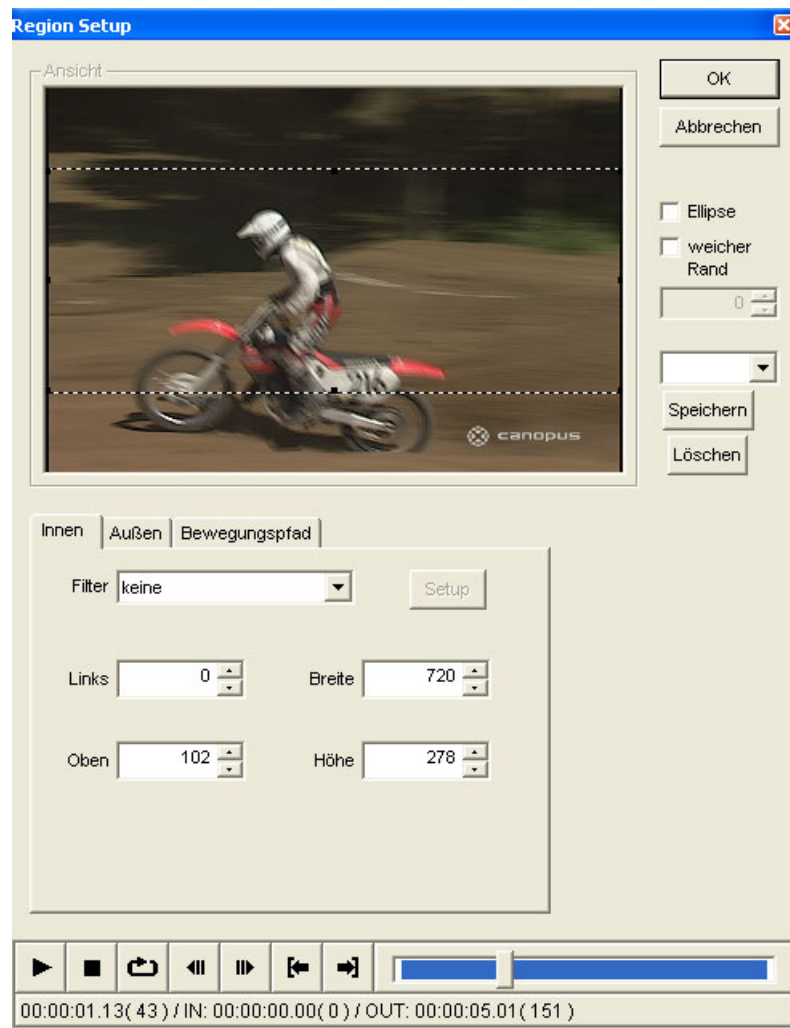 Region Setup
Ansicht
OK
Abbrechen
Ellipse
weicher
Rand
0
216
canopus
Speichern
Löschen
Innen
Außen
Bewegungspfad
Filter
keine
Setup
Links
0
Breite
720
Oben
102
Höhe
278
00:00:01.13( 43 ) / IN: 00:00:00.00( 0 ) / OUT: 00:00:05.01( 151 )